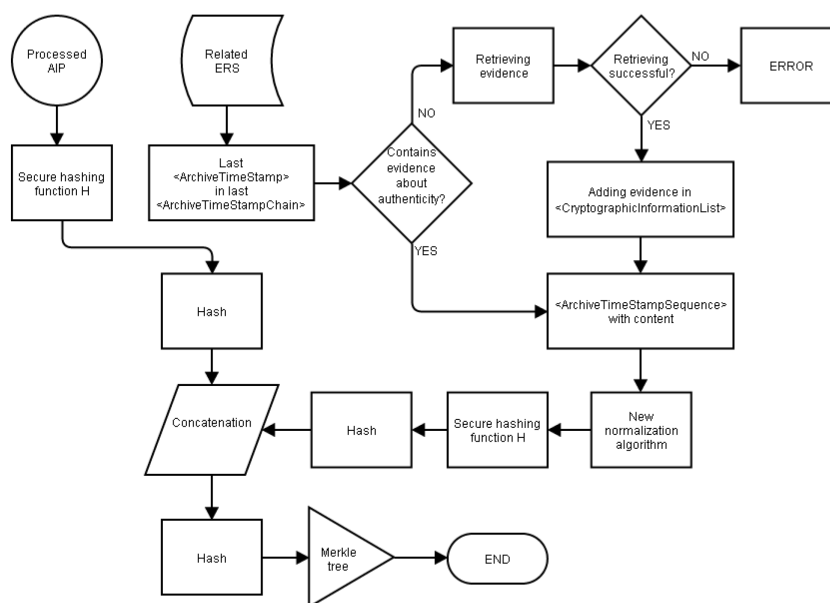 Processed
AIP
Related
ERS
Retrieving
evidence
Retrieving
successful?
NO
ERROR
NO
YES
Secure hashing
function H
Last
<ArchiveTimeStamp>
in last
<ArchiveTimeStampChain>
Contains
evidence
about
authenticity?
Adding evidence in
<CryptographicInformationList>
YES
Hash
<ArchiveTimeStampSequence>
with content
Concatenation
Hash
Secure hashing
function H
New
normalization
algorithm
Hash
Merkle
tree
END